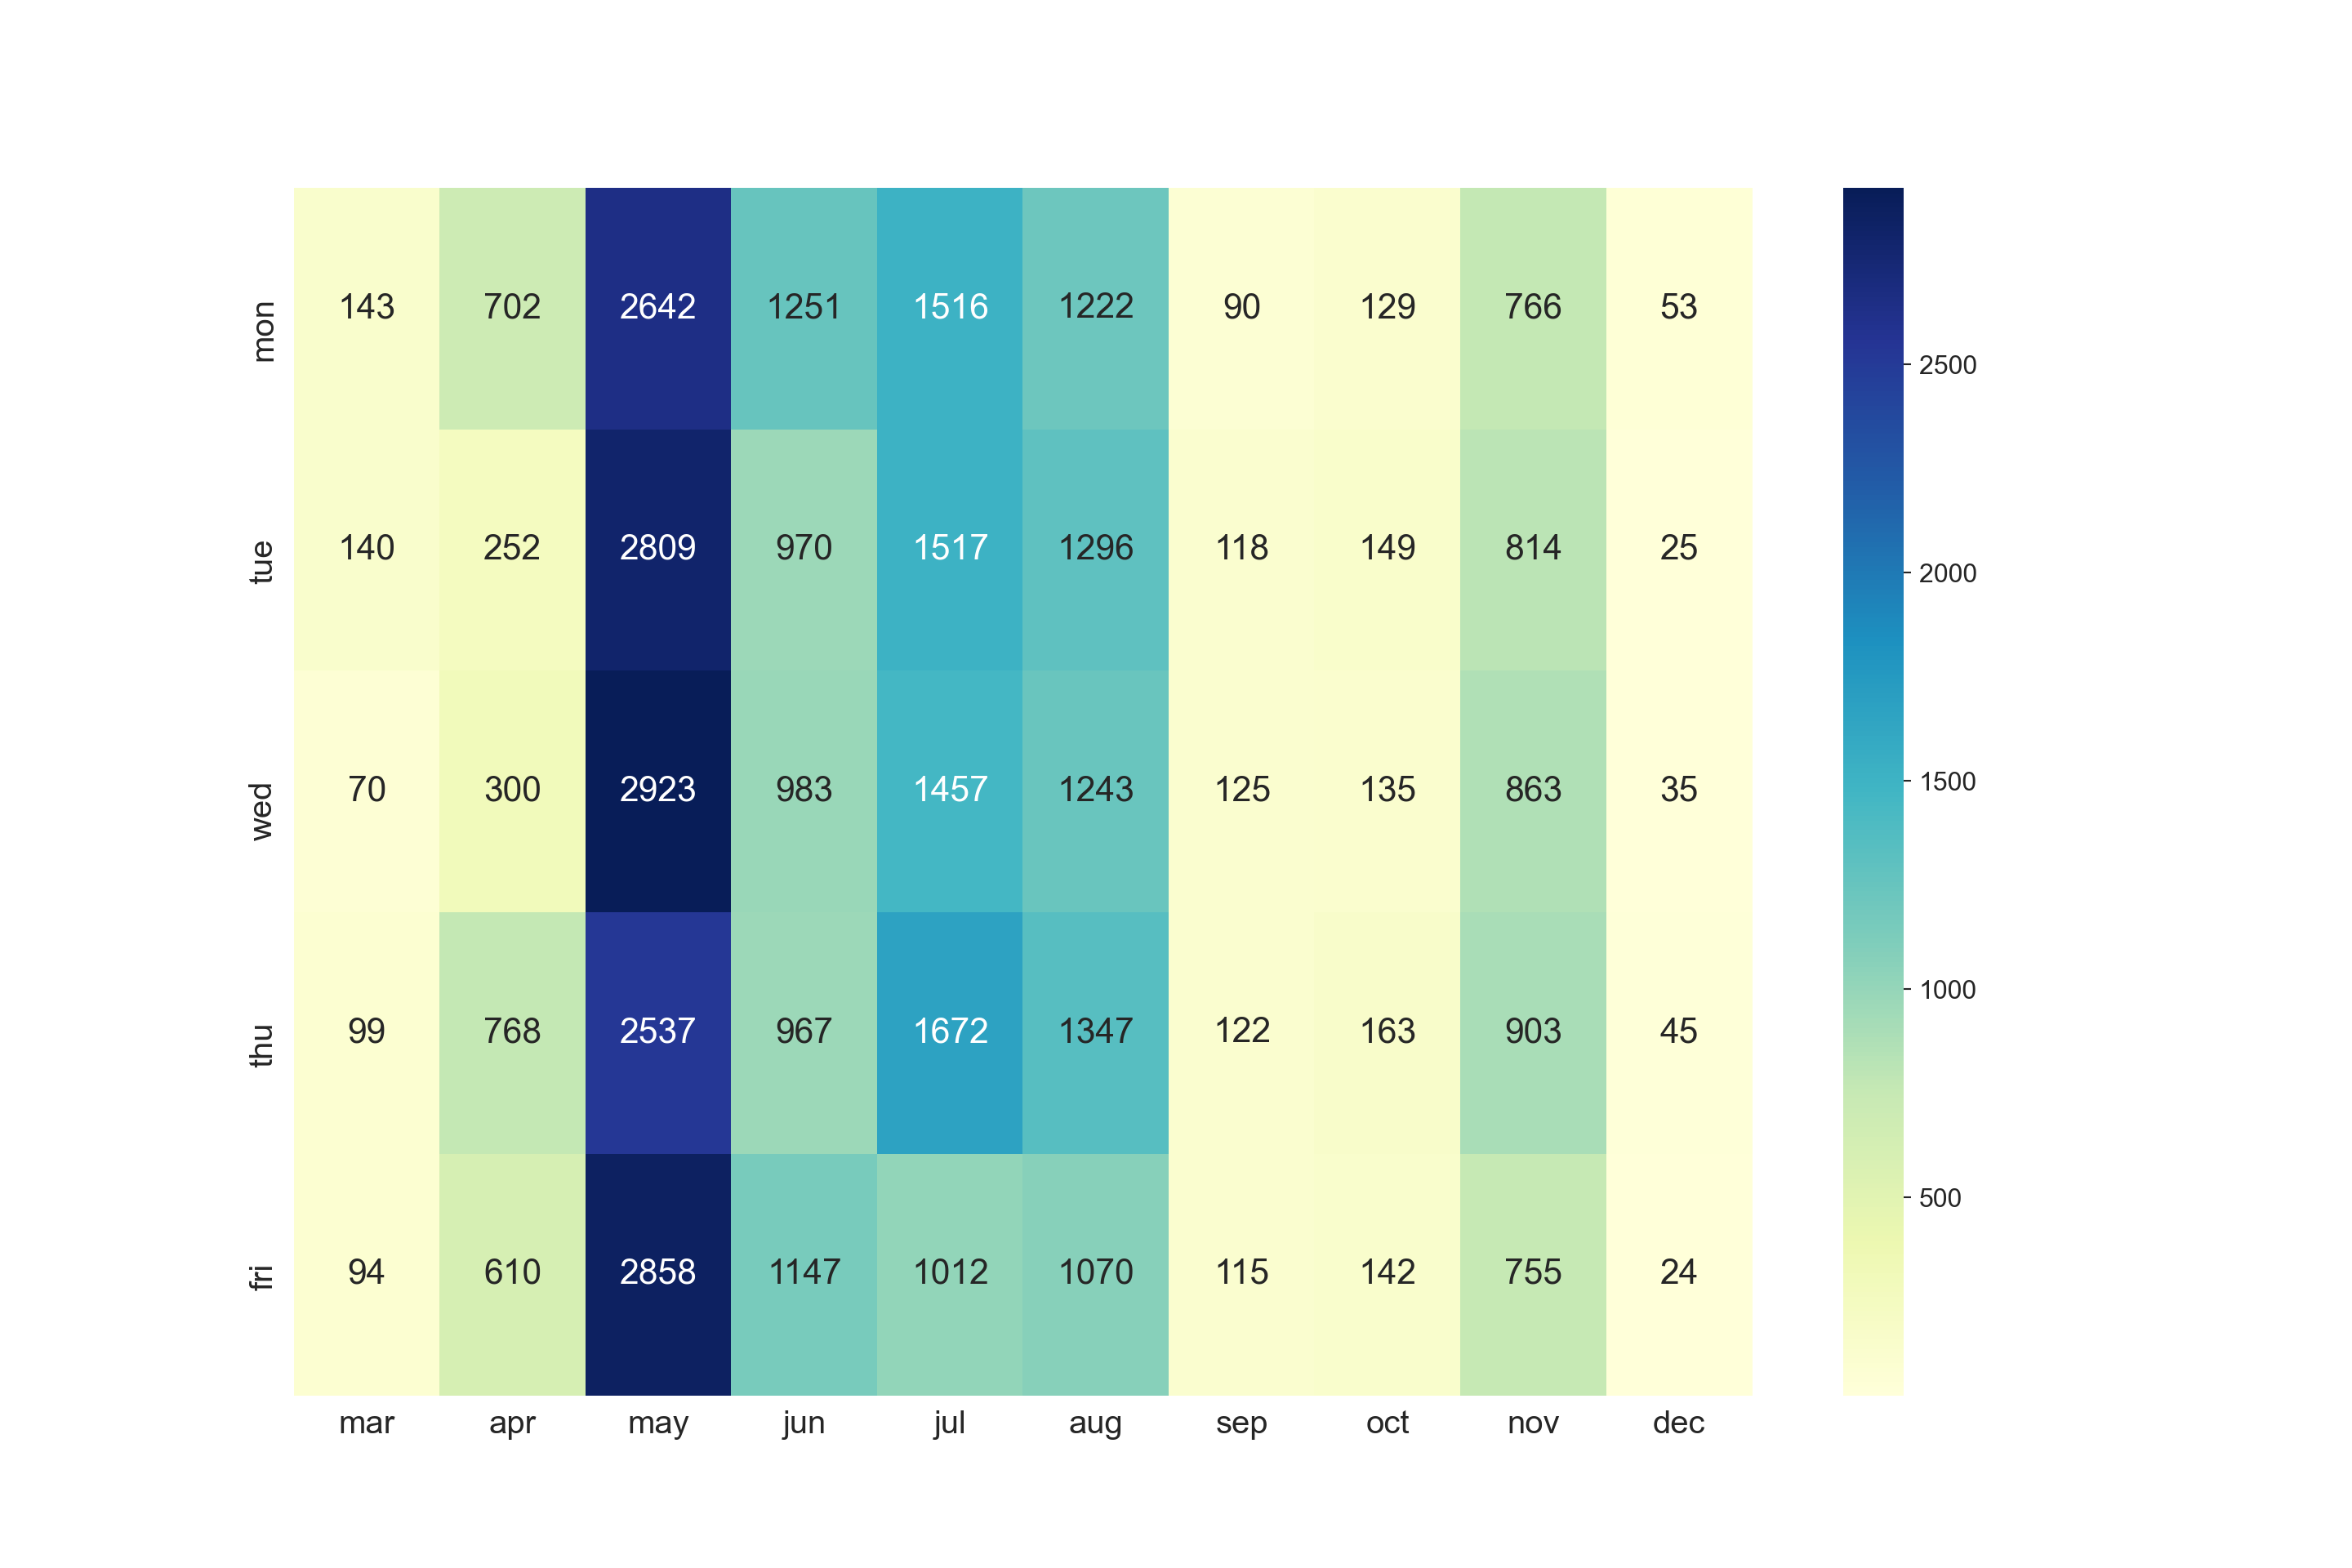 mon 143 702 2642 1251 1516 1222 90 129 766 53
tue 140 252 2809 970 1517 1296 118 149 814 25
wed 70 300 2923 983 1457 1243 125 135 863 35
thu 99 768 2537 967 1672 1347 122 163 903 45
fri 94 610 2858 1147 1012 1070 115 142 755 24
mar apr may jun jul aug sep oct nov dec
2500
2000
1500
1000
500